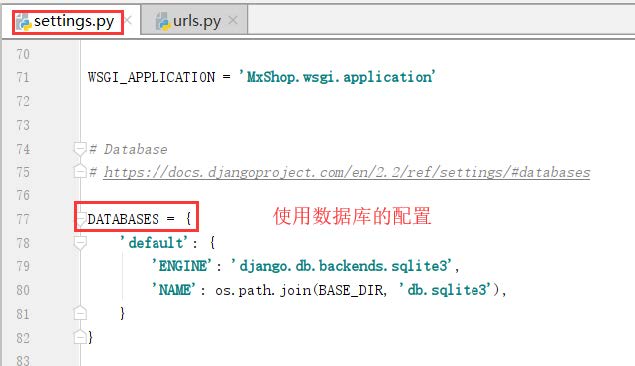 settings.py urls.py
70
71 WSGI_APPLICATION = 'MxShop.wsgi.application'
72
73
74 # Database
75 # https://docs.djangoproject.com/en/2.2/ref/settings/#databases
76
77 DATABASES = { 使用数据库的配置
78 'default': {
79 'ENGINE': 'django.db.backends.sqlite3',
80 'NAME': os.path.join(BASE_DIR, 'db.sqlite3'),
81 }
82 }
83